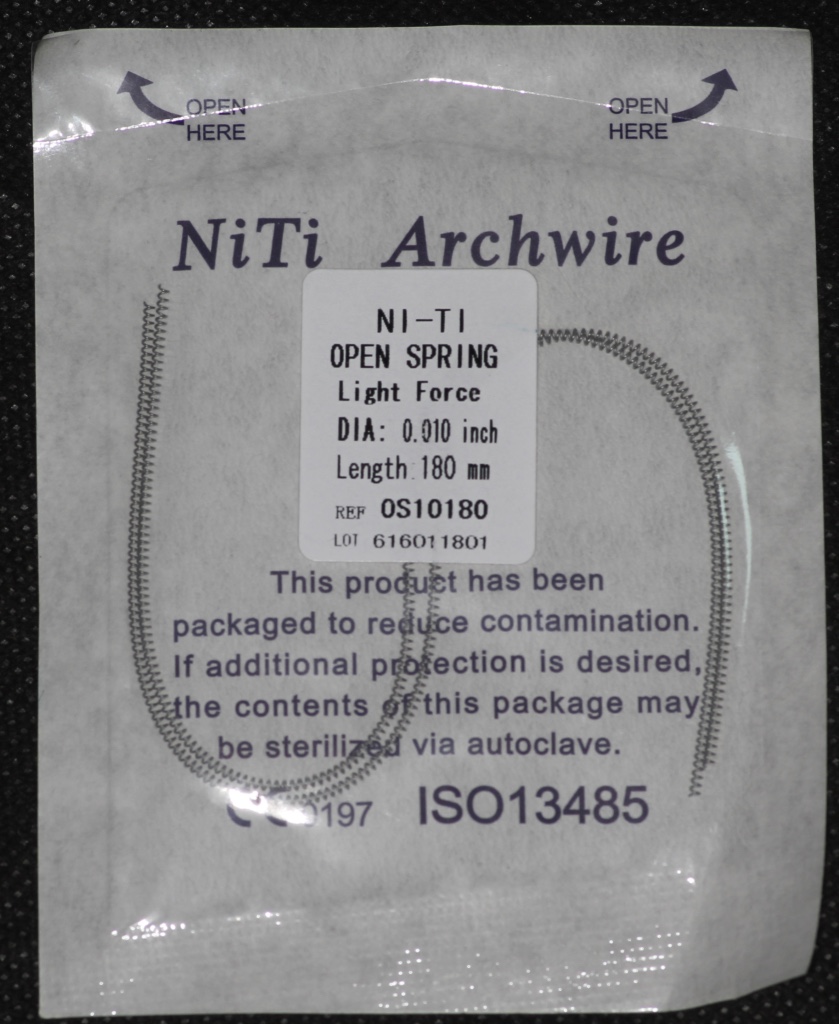 OPEN HERE
OPEN HERE
NiTi Archwire
NI-TI
OPEN SPRING
Light Force
DIA: 0.010 inch
Length:180 mm
REF OS10180
LOT 616011801
This product has been
packaged to reduce contamination.
If additional protection is desired,
the contents of this package may
be sterilized via autoclave.
CE 0197 ISO13485